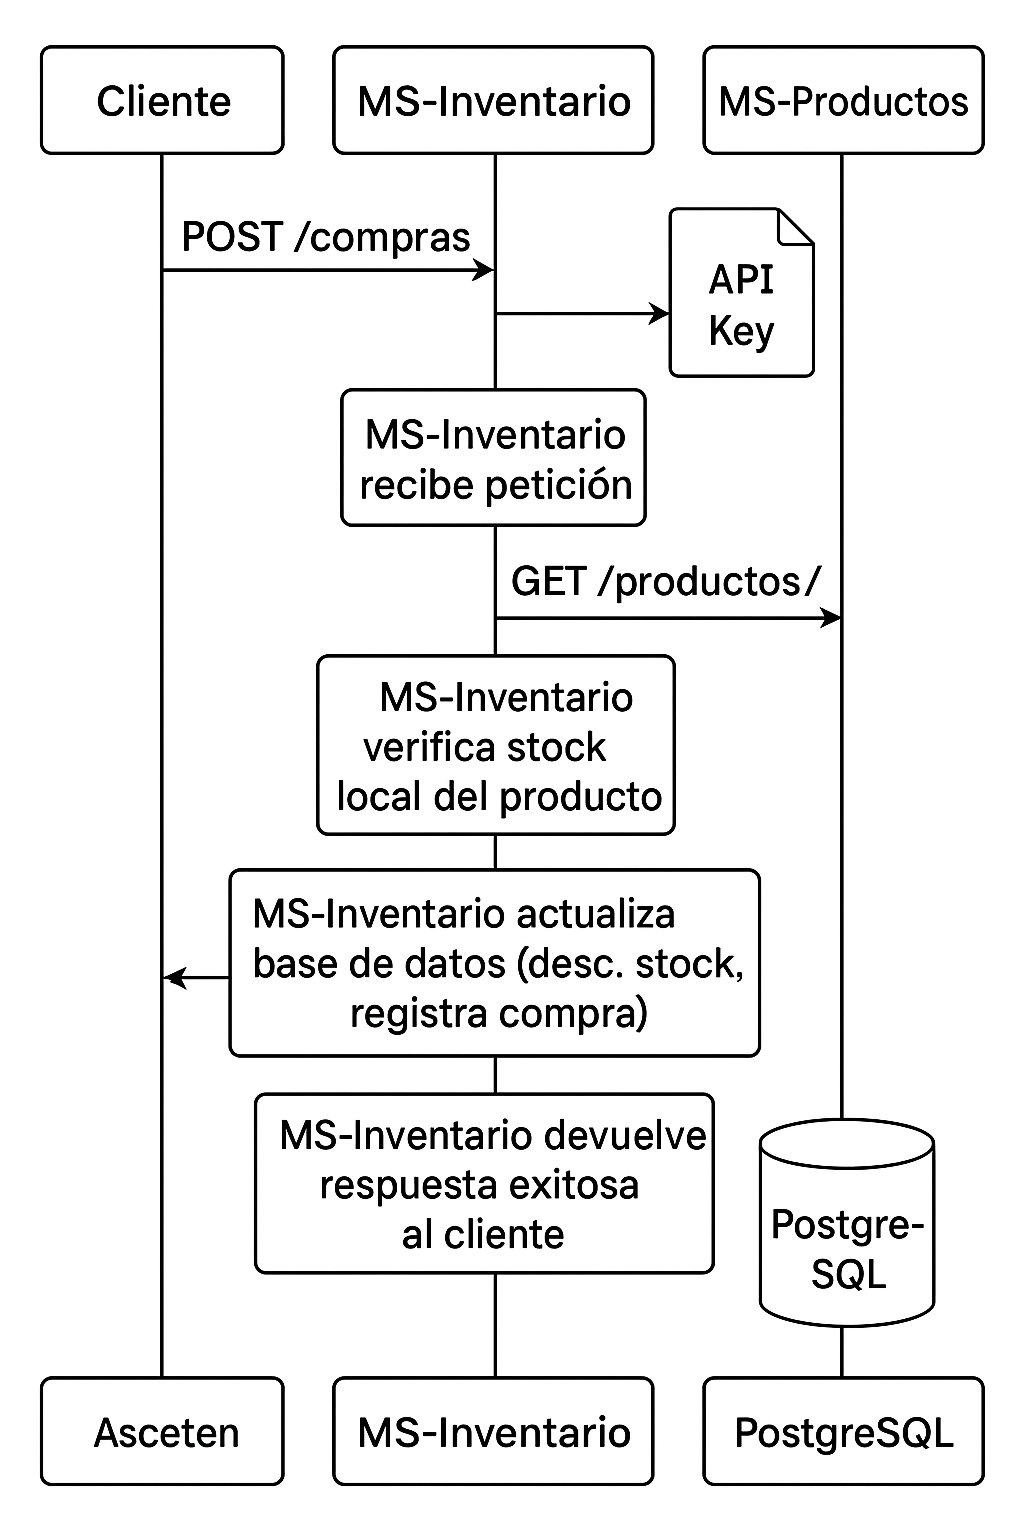 Cliente
MS-Inventario
MS-Productos
POST /compras
API
Key
MS-Inventario
recibe petición
GET /productos/
MS-Inventario
verifica stock
local del producto
MS-Inventario actualiza
base de datos (desc. stock,
registra compra)
MS-Inventario devuelve
respuesta exitosa
al cliente
Postgre-
SQL
Asceten
MS-Inventario
PostgreSQL